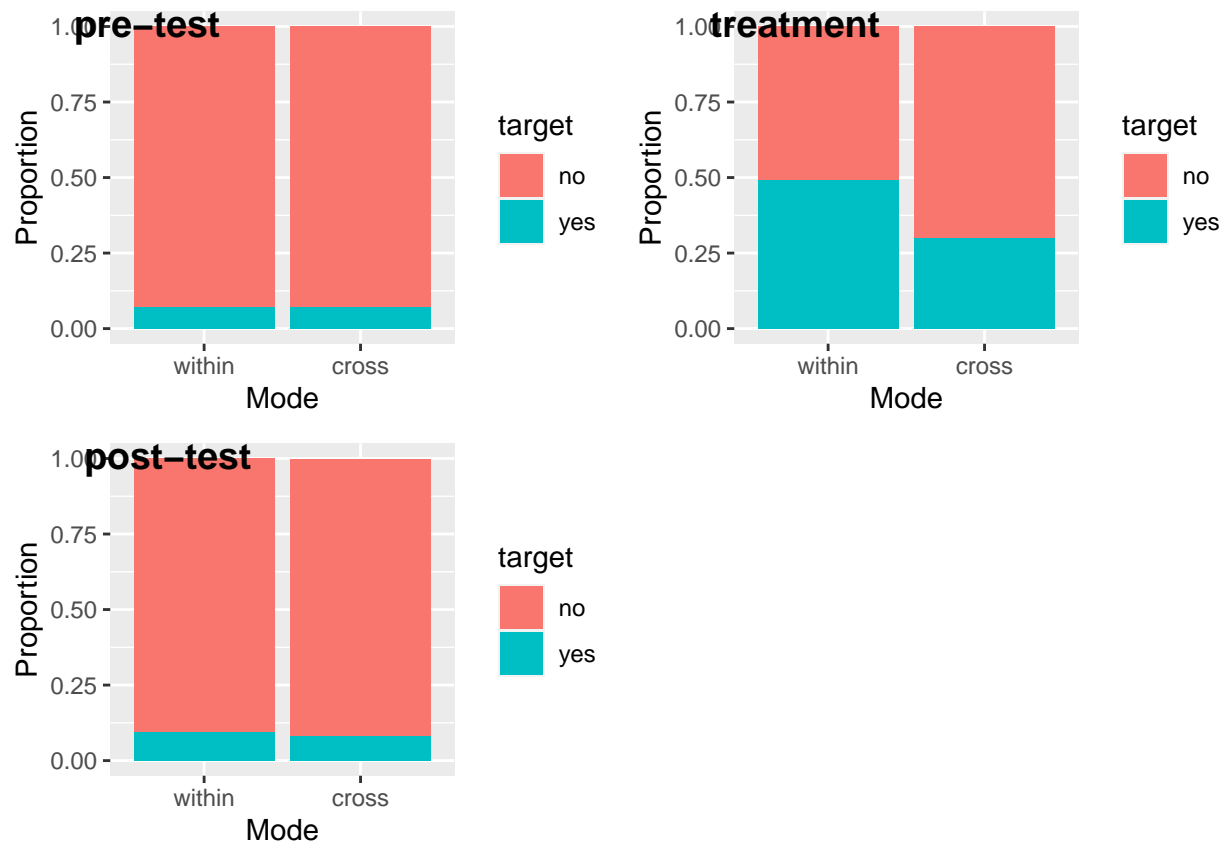 pre−test
1.00
0.75
0.50
0.25
0.00
Proportion
within cross
Mode
target
no
yes
treatment
1.00
0.75
0.50
0.25
0.00
Proportion
within cross
Mode
target
no
yes
post−test
1.00
0.75
0.50
0.25
0.00
Proportion
within cross
Mode
target
no
yes